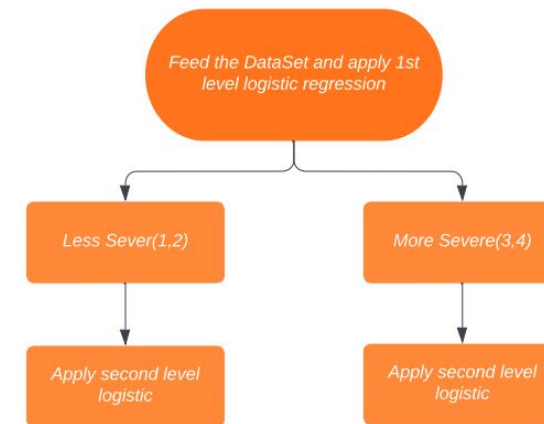 Feed the DataSet and apply 1st
level logistic regression
Less Sever(1,2)
More Severe(3,4)
Apply second level
logistic
Apply second level
logistic